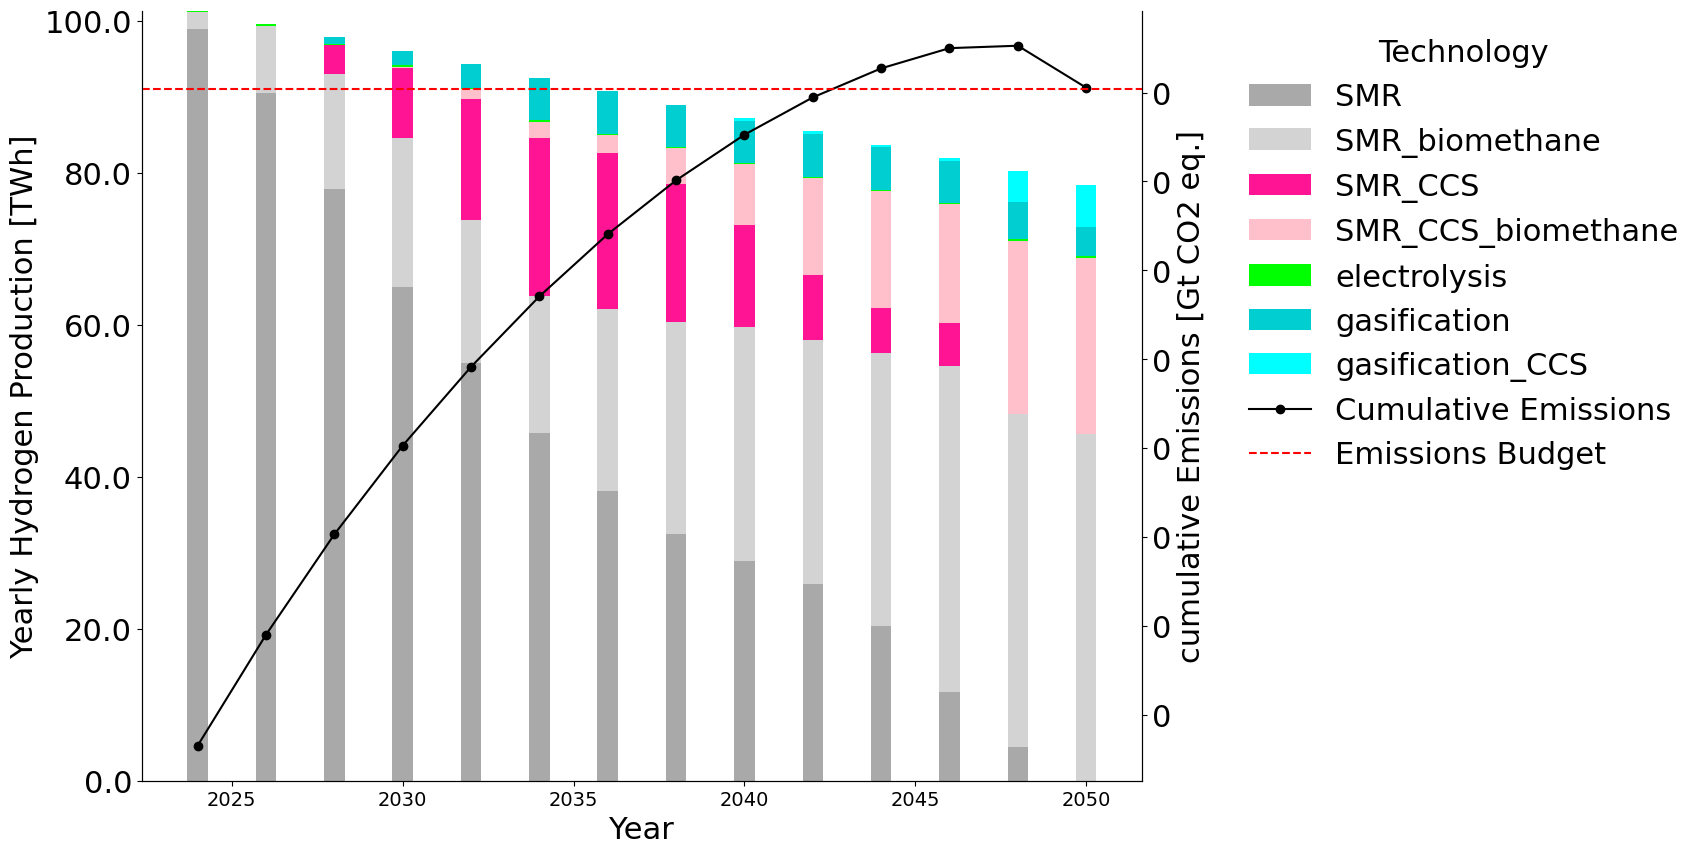 Yearly Hydrogen Production [TWh]
100.0
80.0
60.0
40.0
20.0
0.0
2025
2030
2035
2040
2045
2050
Year
0
0
0
0
0
0
0
0
cumulative Emissions [Gt CO2 eq.]
Technology
SMR
SMR_biomethane
SMR_CCS
SMR_CCS_biomethane
electrolysis
gasification
gasification_CCS
Cumulative Emissions
Emissions Budget